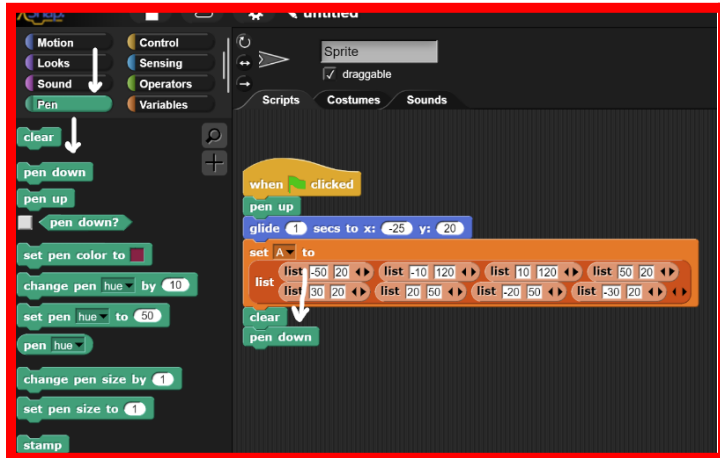 Snap!
untitled
Motion Control
Looks Sensing
Sound Operators
Pen Variables
clear
pen down
pen up
pen down?
set pen color to
change pen hue by 10
set pen hue to 50
pen hue
change pen size by 1
set pen size to 1
stamp
Sprite
draggable
Scripts Costumes Sounds
when clicked
pen up
glide 1 secs to x: -25 y: 20
set A to
list
list -50 20 list -10 120 list 10 120 list 50 20
list 30 20 list 20 50 list -20 50 list -30 20
clear
pen down